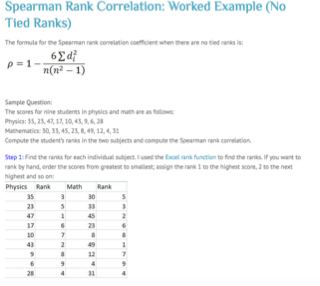 Spearman Rank Correlation: Worked Example (No
Tied Ranks)
The formula for the Spearman rank correlation coefficient when there are no tied ranks is:
ρ = 1 − 6Σd²ᵢ / n(n² − 1)
Sample Question:
The scores for nine students in physics and math are as follows:
Physics: 35, 23, 47, 17, 10, 43, 9, 6, 28
Mathematics: 30, 33, 45, 23, 8, 49, 12, 4, 31
Compute the student's ranks in the two subjects and compute the Spearman rank correlation.
Step 1: Find the ranks for each individual subject. I used the Excel rank function to find the ranks. If you want to
rank by hand, order the scores from greatest to smallest; assign the rank 1 to the highest score, 2 to the next
highest and so on:
Physics Rank Math Rank
35 3 30 5
23 5 33 3
47 1 45 2
17 6 23 6
10 7 8 8
43 2 49 1
9 8 12 7
6 9 4 9
28 4 31 4